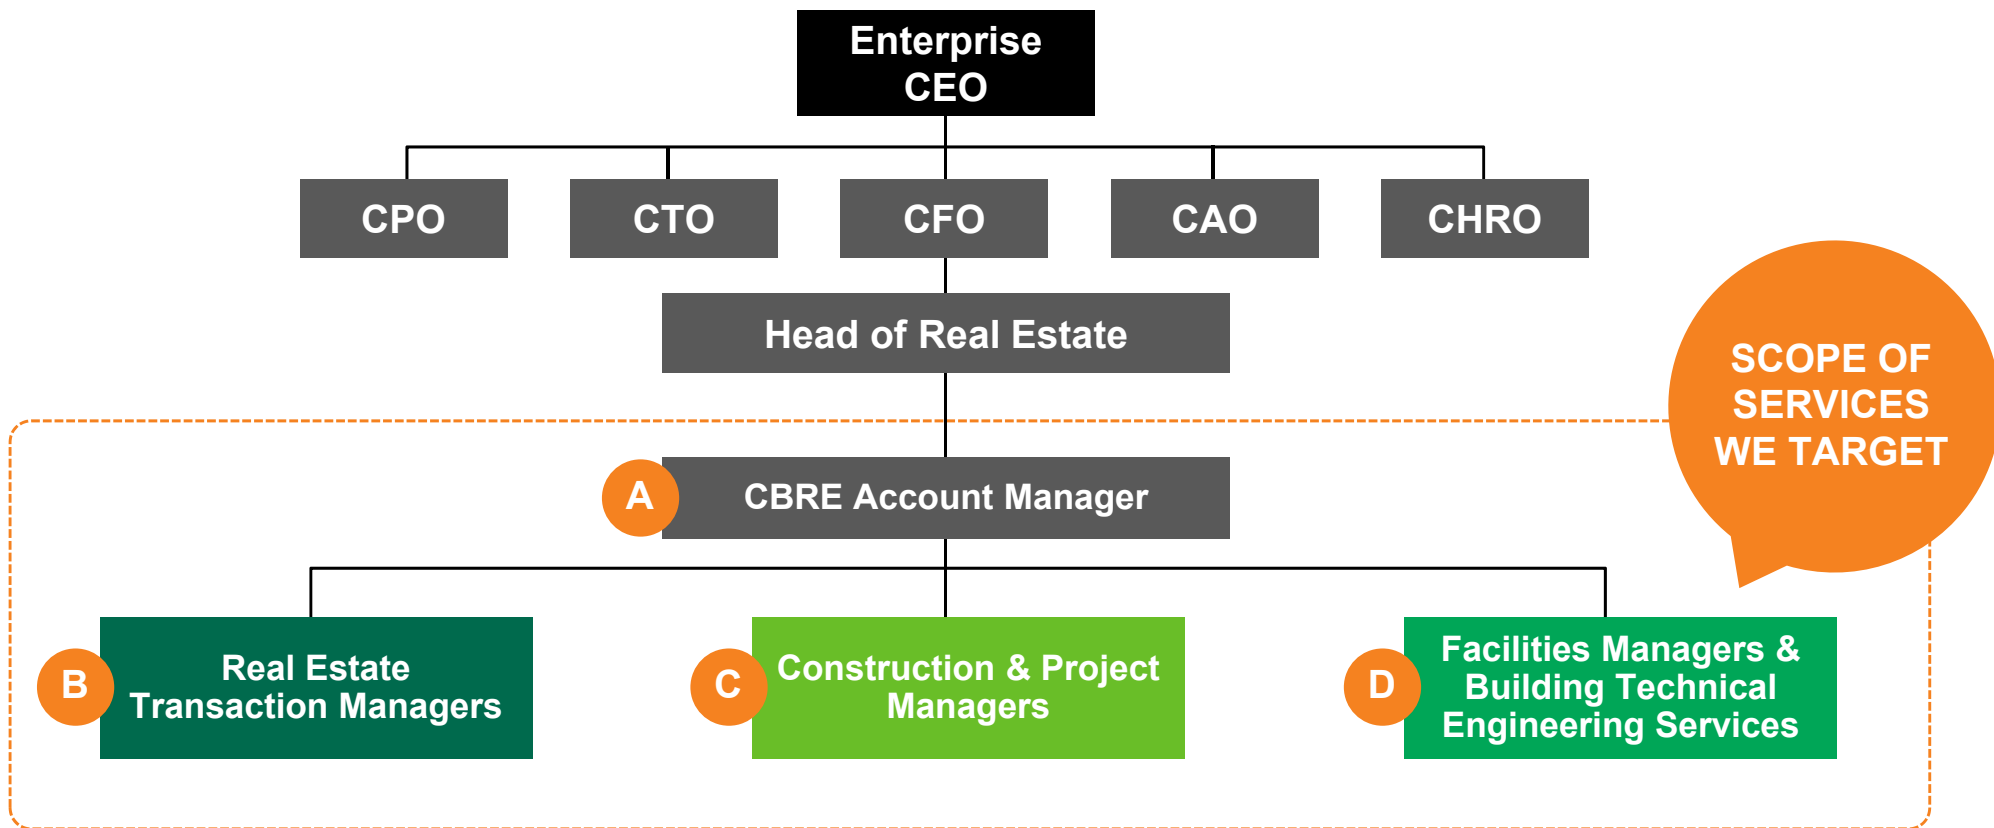 Enterprise
CEO
CPO
CTO
CFO
CAO
CHRO
Head of Real Estate
SCOPE OF
SERVICES
WE TARGET
A
CBRE Account Manager
B
Real Estate
Transaction Managers
C
Construction & Project
Managers
D
Facilities Managers &
Building Technical
Engineering Services